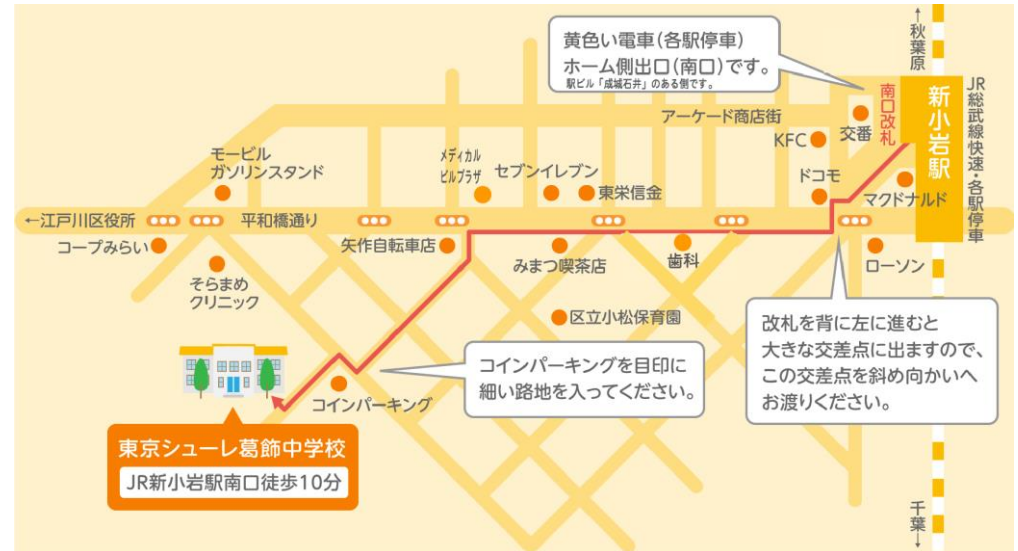 ↑秋葉原
黄色い電車(各駅停車)
ホーム側出口(南口)です。
駅ビル「成城石井」のある側です。
JR総武線快速・各駅停車
新小岩駅
南口改札
アーケード商店街
交番
KFC
モービル
ガソリンスタンド
メディカル
ビルプラザ
セブンイレブン
東栄信金
ドコモ
マクドナルド
←江戸川区役所
平和橋通り
コープみらい
矢作自転車店
みまつ喫茶店
歯科
ローソン
そらまめ
クリニック
区立小松保育園
改札を背に左に進むと
大きな交差点に出ますので、
この交差点を斜め向かいへ
お渡りください。
コインパーキングを目印に
細い路地を入ってください。
コインパーキング
東京シューレ葛飾中学校
JR新小岩駅南口徒歩10分
千葉↓